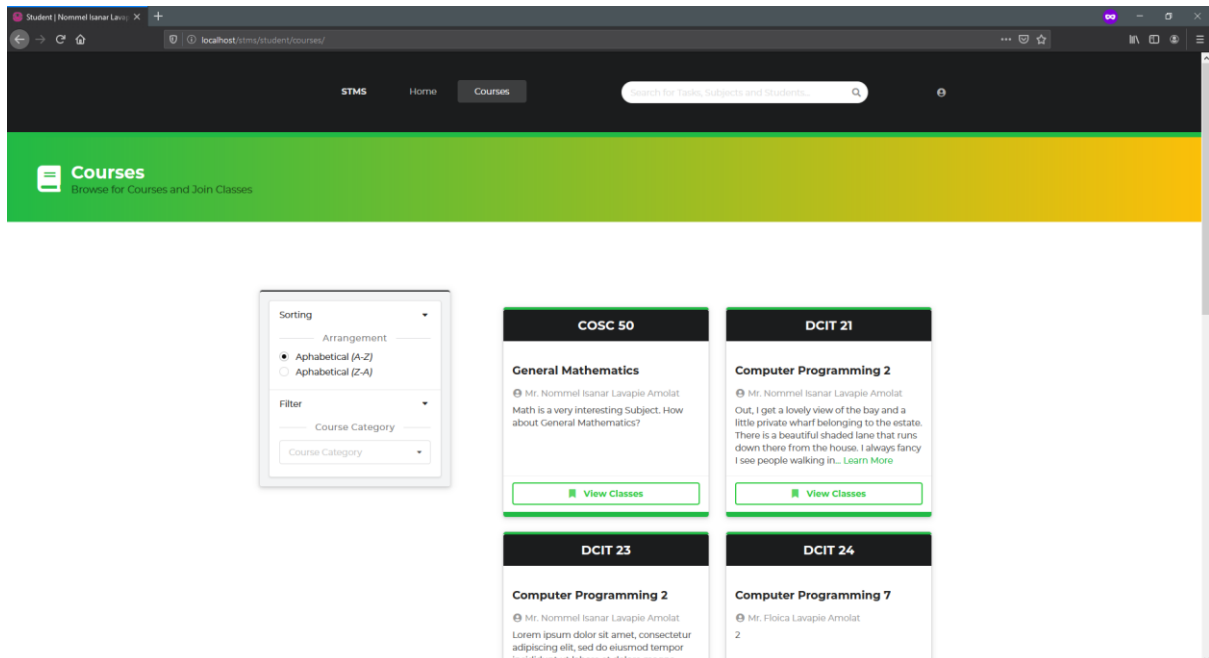 Student | Nommel Isanar Lavap
localhost/stms/student/courses/
STMS Home Courses Search for Tasks, Subjects and Students...
Courses
Browse for Courses and Join Classes
Sorting
Arrangement
Aphabetical (A-Z)
Aphabetical (Z-A)
Filter
Course Category
Course Category
COSC 50
General Mathematics
Mr. Nommel Isanar Lavapie Amolat
Math is a very interesting Subject. How
about General Mathematics?
View Classes
DCIT 21
Computer Programming 2
Mr. Nommel Isanar Lavapie Amolat
Out, I get a lovely view of the bay and a
little private wharf belonging to the estate.
There is a beautiful shaded lane that runs
down there from the house. I always fancy
I see people walking in... Learn More
View Classes
DCIT 23
Computer Programming 2
Mr. Nommel Isanar Lavapie Amolat
Lorem ipsum dolor sit amet, consectetur
adipiscing elit, sed do eiusmod tempor
DCIT 24
Computer Programming 7
Mr. Floica Lavapie Amolat
2